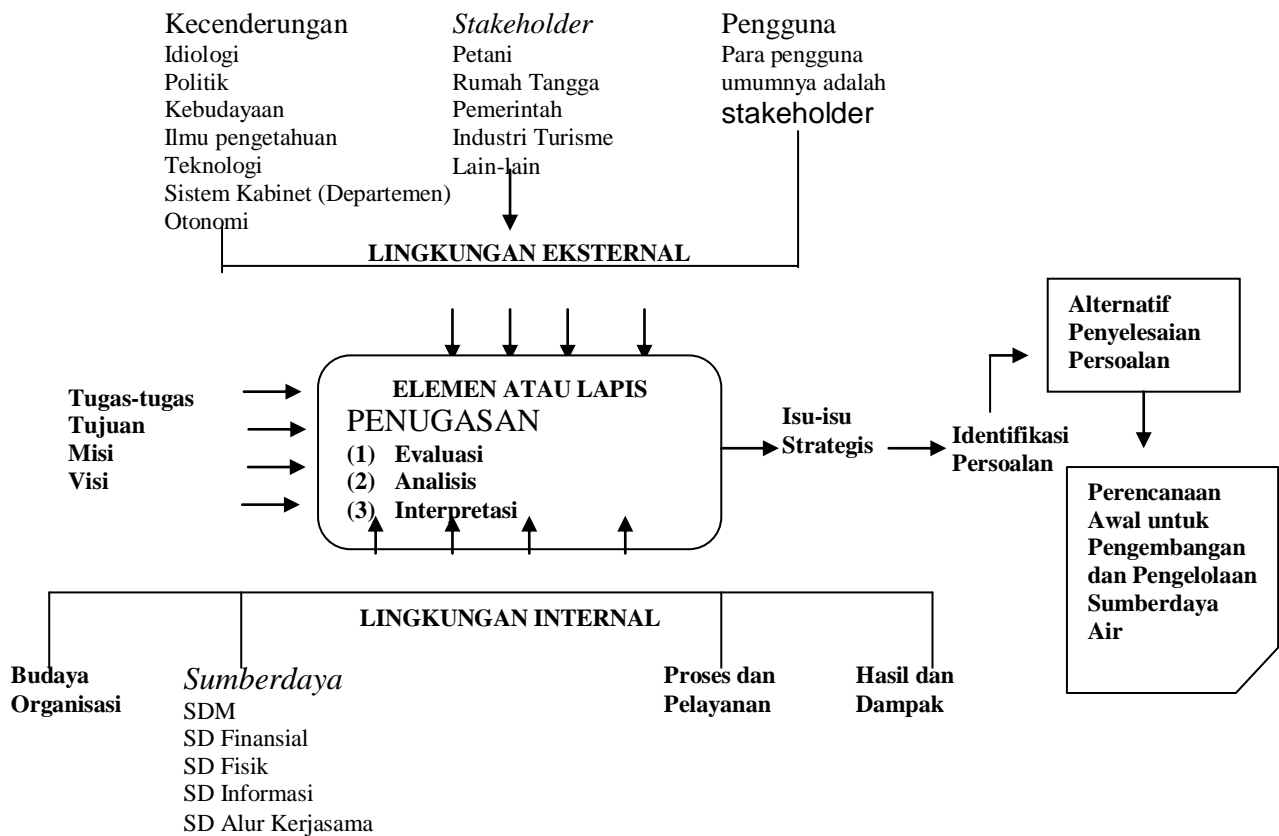 Kecenderungan
Idiologi
Politik
Kebudayaan
Ilmu pengetahuan
Teknologi
Sistem Kabinet (Departemen)
Otonomi
Stakeholder
Petani
Rumah Tangga
Pemerintah
Industri Turisme
Lain-lain
Pengguna
Para pengguna
umumnya adalah
stakeholder
LINGKUNGAN EKSTERNAL
Tugas-tugas
Tujuan
Misi
Visi
ELEMEN ATAU LAPIS
PENUGASAN
(1) Evaluasi
(2) Analisis
(3) Interpretasi
Isu-isu
Strategis
Identifikasi
Persoalan
Alternatif
Penyelesaian
Persoalan
Perencanaan
Awal untuk
Pengembangan
dan Pengelolaan
Sumberdaya
Air
LINGKUNGAN INTERNAL
Budaya
Organisasi
Sumberdaya
SDM
SD Finansial
SD Fisik
SD Informasi
SD Alur Kerjasama
Proses dan
Pelayanan
Hasil dan
Dampak